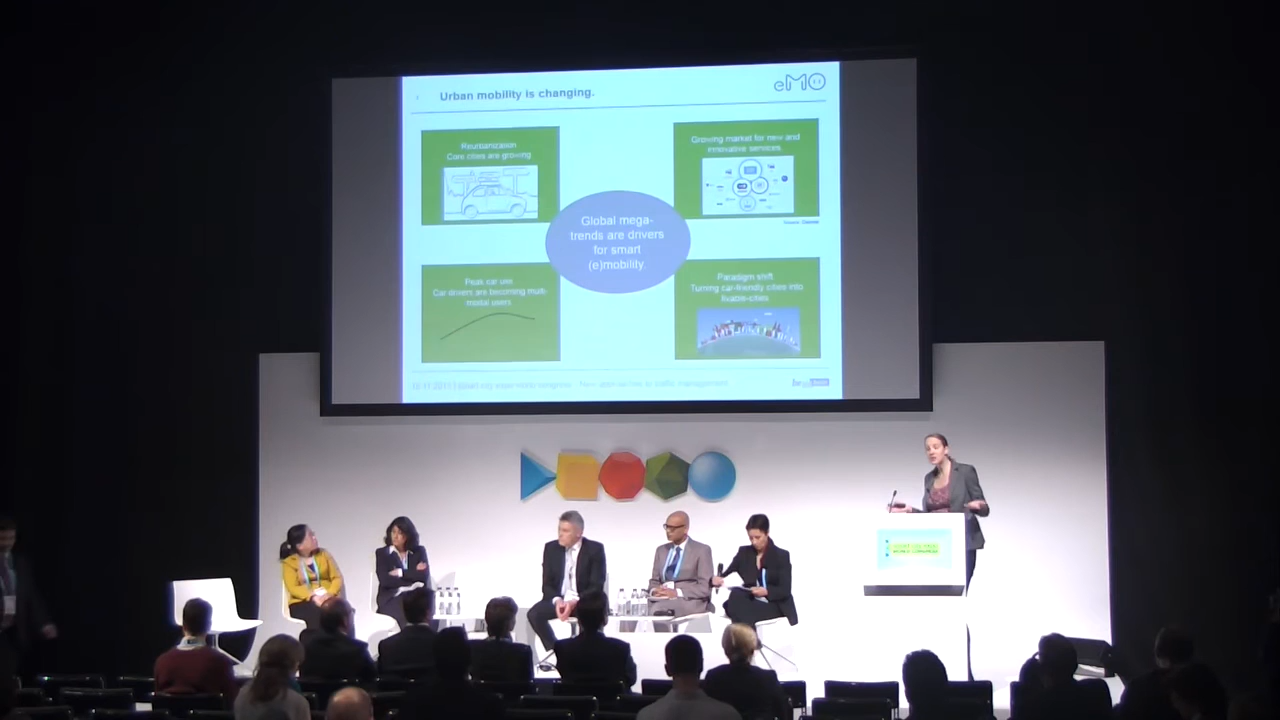 Urban mobility is changing.
eMO
Reurbanization
Core cities are growing
Growing market for new and
innovative services
Global mega-
trends are drivers
for smart
(e)mobility.
Peak car use
Car drivers are becoming multi-
modal users
Paradigm shift
Turning car-friendly cities into
livable-cities
WORLD CONGRESS